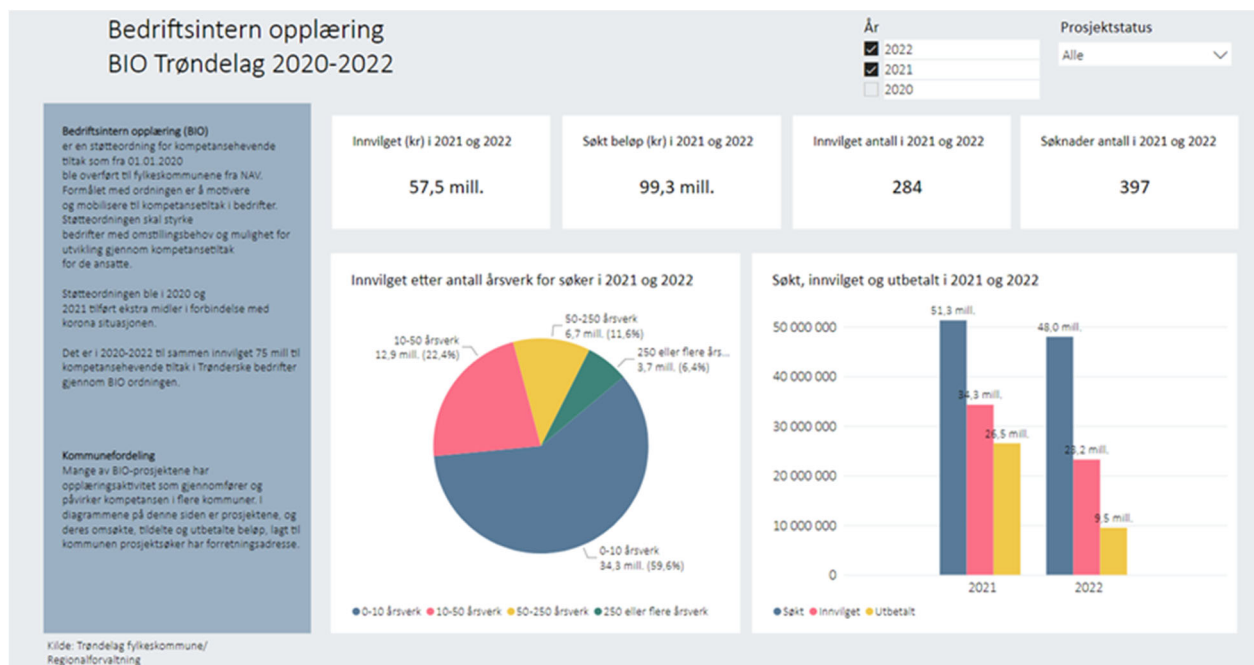 Bedriftsintern opplæring
BIO Trøndelag 2020-2022
År
2022
2021
2020
Prosjektstatus
Alle
Bedriftsintern opplæring (BIO)
er en støtteordning for kompetansehevende
tiltak som fra 01.01.2020
ble overført til fylkeskommunene fra NAV.
Formålet med ordningen er å motivere
og mobilisere til kompetansetiltak i bedrifter.
Støtteordningen skal styrke
bedrifter med omstillingsbehov og mulighet for
utvikling gjennom kompetansetiltak
for de ansatte.
Støtteordningen ble i 2020 og
2021 tilført ekstra midler i forbindelse med
korona situasjonen.
Det er i 2020-2022 til sammen innvilget 75 mill til
kompetansehevende tiltak i Trønderske bedrifter
gjennom BIO ordningen.
Kommunefordeling
Mange av BIO-prosjektene har
opplæringsaktivitet som gjennomfører og
påvirker kompetansen i flere kommuner. I
diagrammene på denne siden er prosjektene, og
deres omsøkte, tildelte og utbetalte beløp, lagt til
kommunen prosjektsøker har forretningsadresse.
Kilde: Trøndelag fylkeskommune/
Regionalforvaltning
Innvilget (kr) i 2021 og 2022
57,5 mill.
Søkt beløp (kr) i 2021 og 2022
99,3 mill.
Innvilget antall i 2021 og 2022
284
Søknader antall i 2021 og 2022
397
Innvilget etter antall årsverk for søker i 2021 og 2022
50-250 årsverk
6,7 mill. (11,6%)
10-50 årsverk
12,9 mill. (22,4%)
250 eller flere års...
3,7 mill. (6,4%)
0-10 årsverk
34,3 mill. (59,6%)
0-10 årsverk 10-50 årsverk 50-250 årsverk 250 eller flere årsverk
Søkt, innvilget og utbetalt i 2021 og 2022
51,3 mill.
50 000 000
48,0 mill.
40 000 000
34,3 mill.
30 000 000
26,5 mill.
23,2 mill.
20 000 000
10 000 000
9,5 mill.
0
2021 2022
Søkt Innvilget Utbetalt